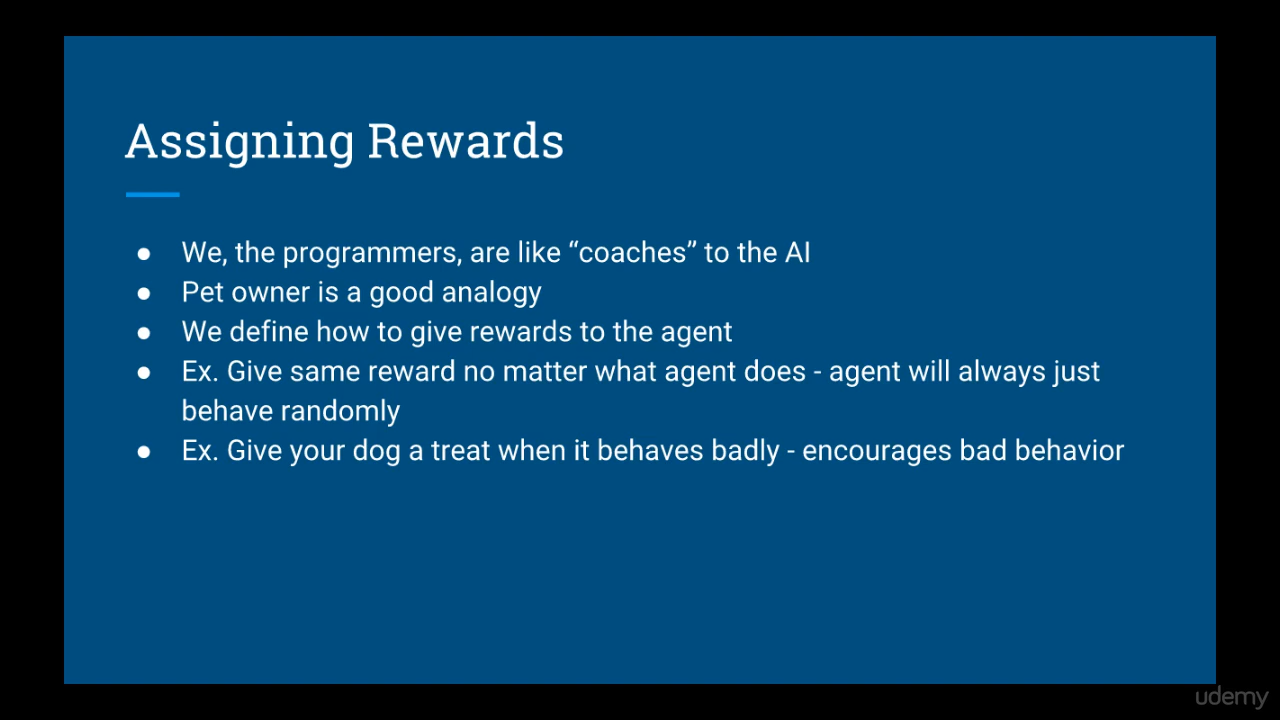 Assigning Rewards
● We, the programmers, are like “coaches” to the AI
● Pet owner is a good analogy
● We define how to give rewards to the agent
● Ex. Give same reward no matter what agent does - agent will always just
behave randomly
● Ex. Give your dog a treat when it behaves badly - encourages bad behavior
udemy